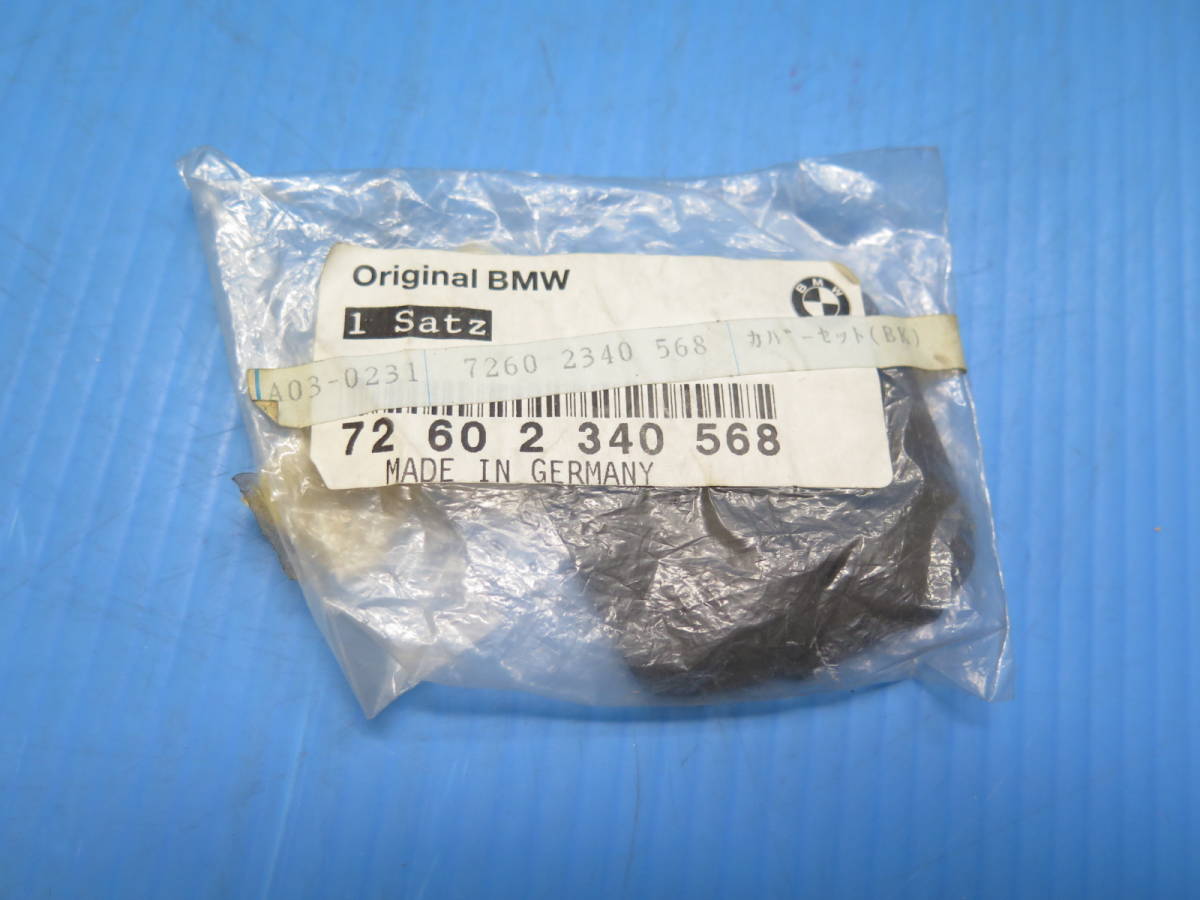 Original BMW
BMW
1 Satz
A03-0231 7260 2340 568 カバーセット(BK)
72 60 2 340 568
MADE IN GERMANY